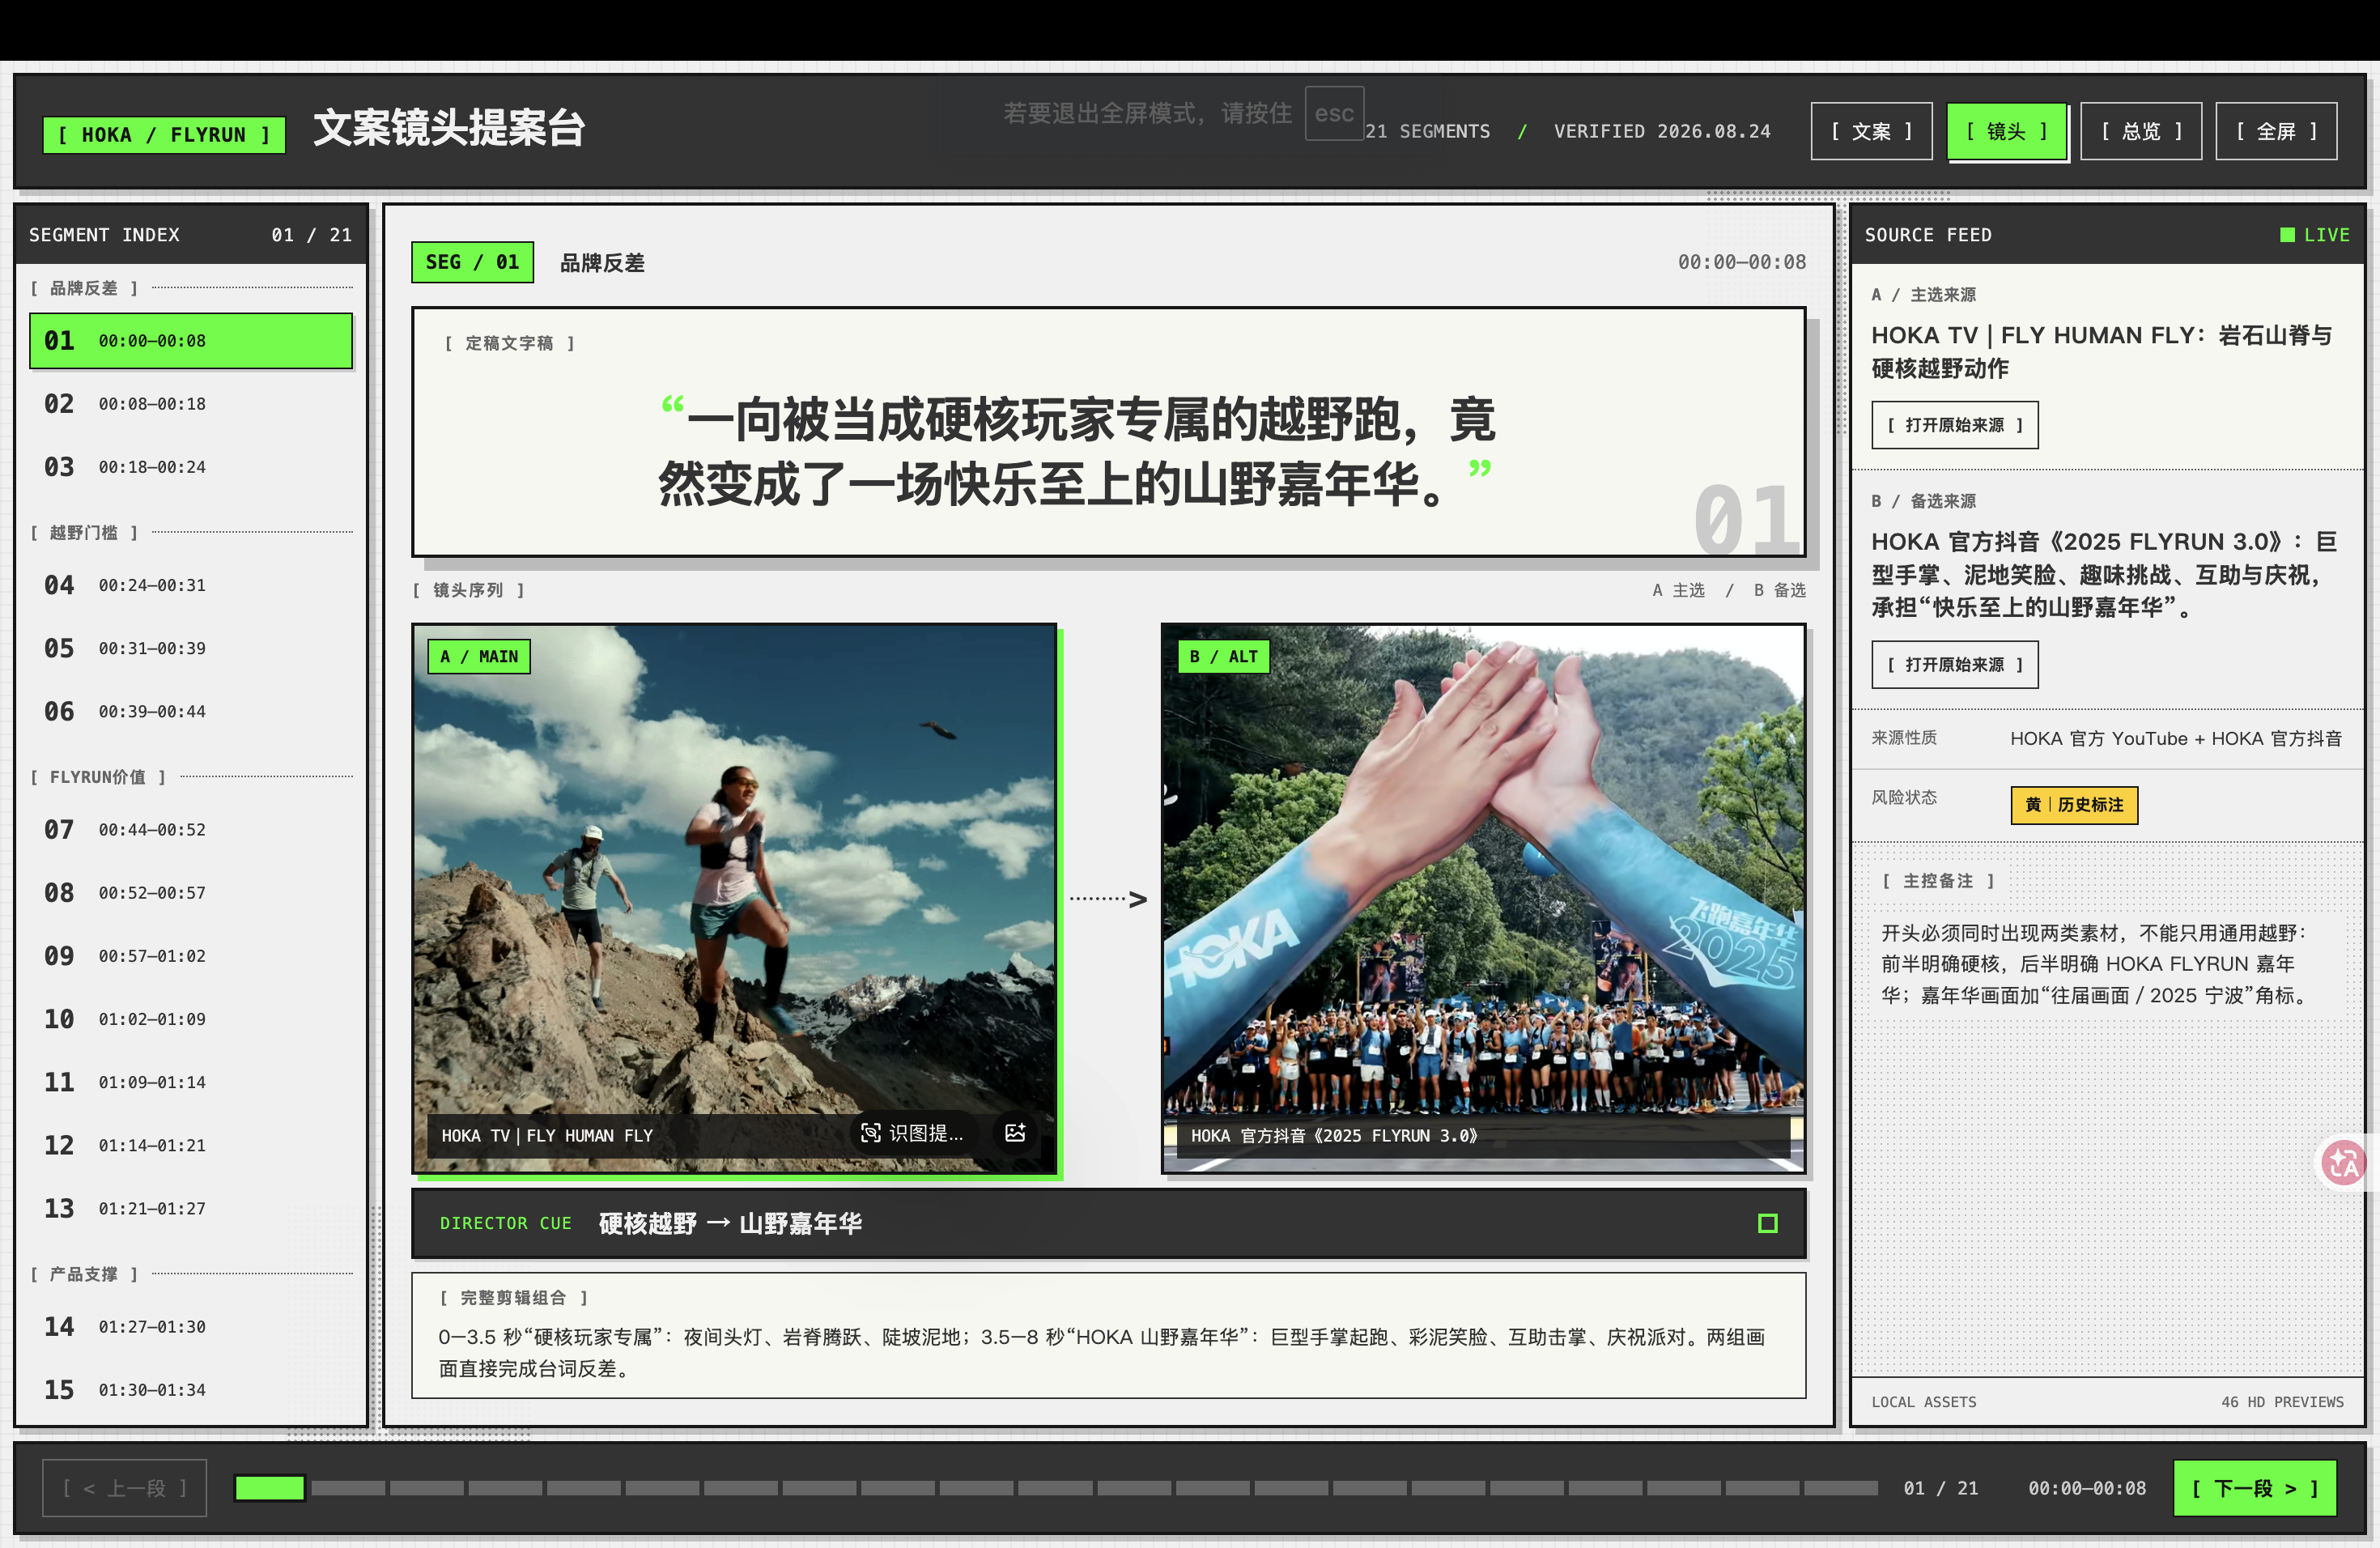 [ HOKA / FLYRUN ]
文案镜头提案台
若要退出全屏模式，请按住 esc
21 SEGMENTS / VERIFIED 2026.08.24
[ 文案 ]
[ 镜头 ]
[ 总览 ]
[ 全屏 ]
SEGMENT INDEX 01 / 21
[ 品牌反差 ]
01 00:00—00:08
02 00:08—00:18
03 00:18—00:24
[ 越野门槛 ]
04 00:24—00:31
05 00:31—00:39
06 00:39—00:44
[ FLYRUN价值 ]
07 00:44—00:52
08 00:52—00:57
09 00:57—01:02
10 01:02—01:09
11 01:09—01:14
12 01:14—01:21
13 01:21—01:27
[ 产品支撑 ]
14 01:27—01:30
15 01:30—01:34
SEG / 01 品牌反差 00:00—00:08
[ 定稿文字稿 ]
“一向被当成硬核玩家专属的越野跑，竟
然变成了一场快乐至上的山野嘉年华。”
01
[ 镜头序列 ] A 主选 / B 备选
A / MAIN
HOKA TV｜FLY HUMAN FLY
识图提...
>
B / ALT
HOKA
飞跑嘉年华
2025
HOKA 官方抖音《2025 FLYRUN 3.0》
DIRECTOR CUE 硬核越野 → 山野嘉年华
[ 完整剪辑组合 ]
0—3.5 秒“硬核玩家专属”：夜间头灯、岩脊腾跃、陡坡泥地；3.5—8 秒“HOKA 山野嘉年华”：巨型手掌起跑、彩泥笑脸、互助击掌、庆祝派对。两组画
面直接完成台词反差。
SOURCE FEED LIVE
A / 主选来源
HOKA TV｜FLY HUMAN FLY：岩石山脊与
硬核越野动作
[ 打开原始来源 ]
B / 备选来源
HOKA 官方抖音《2025 FLYRUN 3.0》：巨
型手掌、泥地笑脸、趣味挑战、互助与庆祝，
承担“快乐至上的山野嘉年华”。
[ 打开原始来源 ]
来源性质 HOKA 官方 YouTube + HOKA 官方抖音
风险状态 黄｜历史标注
[ 主控备注 ]
开头必须同时出现两类素材，不能只用通用越野：
前半明确硬核，后半明确 HOKA FLYRUN 嘉年
华；嘉年华画面加“往届画面 / 2025 宁波”角标。
LOCAL ASSETS 46 HD PREVIEWS
[ < 上一段 ]
01 / 21 00:00—00:08
[ 下一段 > ]